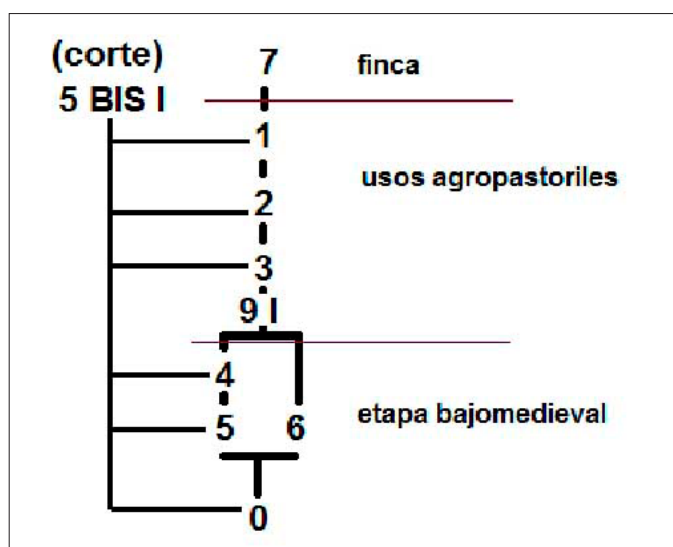 (corte) 7 finca
5 BIS I
1
usos agropastoriles
2
3
9 I
4
etapa bajomedieval
5 6
0